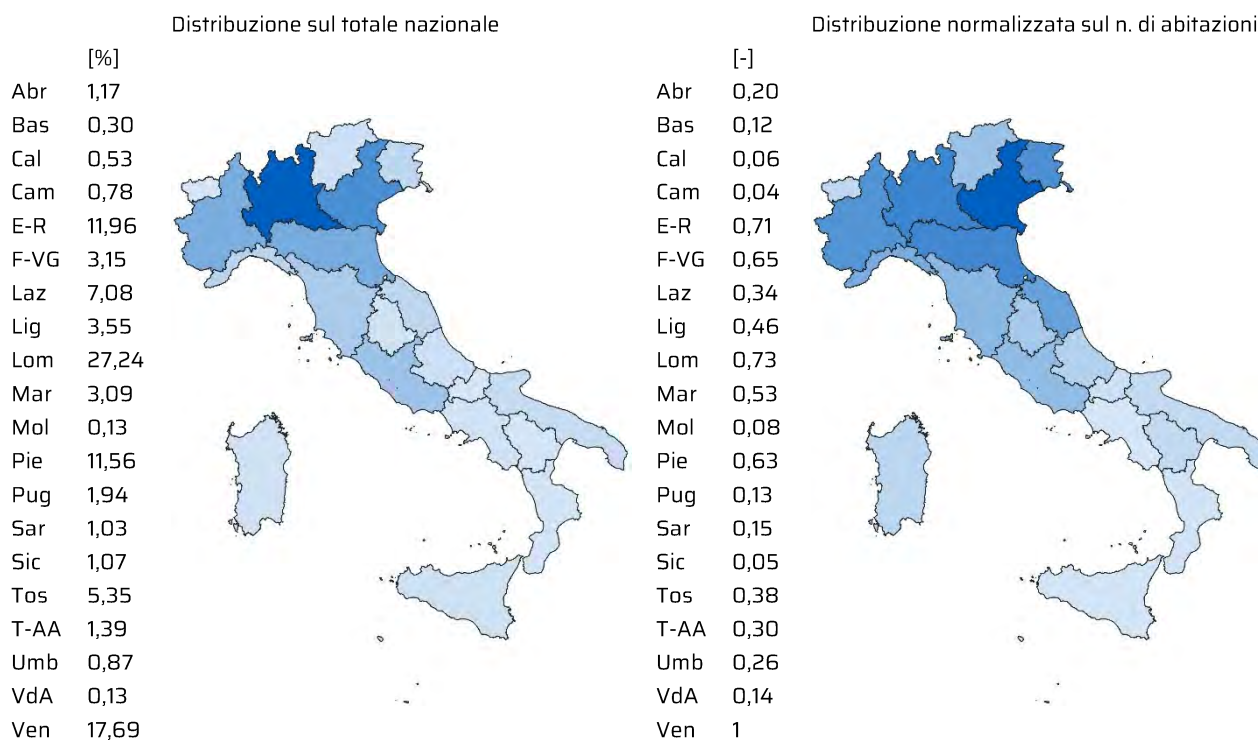 Distribuzione sul totale nazionale
[%]
Abr 1,17
Bas 0,30
Cal 0,53
Cam 0,78
E-R 11,96
F-VG 3,15
Laz 7,08
Lig 3,55
Lom 27,24
Mar 3,09
Mol 0,13
Pie 11,56
Pug 1,94
Sar 1,03
Sic 1,07
Tos 5,35
T-AA 1,39
Umb 0,87
VdA 0,13
Ven 17,69
Distribuzione normalizzata sul n. di abitazioni
[-]
Abr 0,20
Bas 0,12
Cal 0,06
Cam 0,04
E-R 0,71
F-VG 0,65
Laz 0,34
Lig 0,46
Lom 0,73
Mar 0,53
Mol 0,08
Pie 0,63
Pug 0,13
Sar 0,15
Sic 0,05
Tos 0,38
T-AA 0,30
Umb 0,26
VdA 0,14
Ven 1